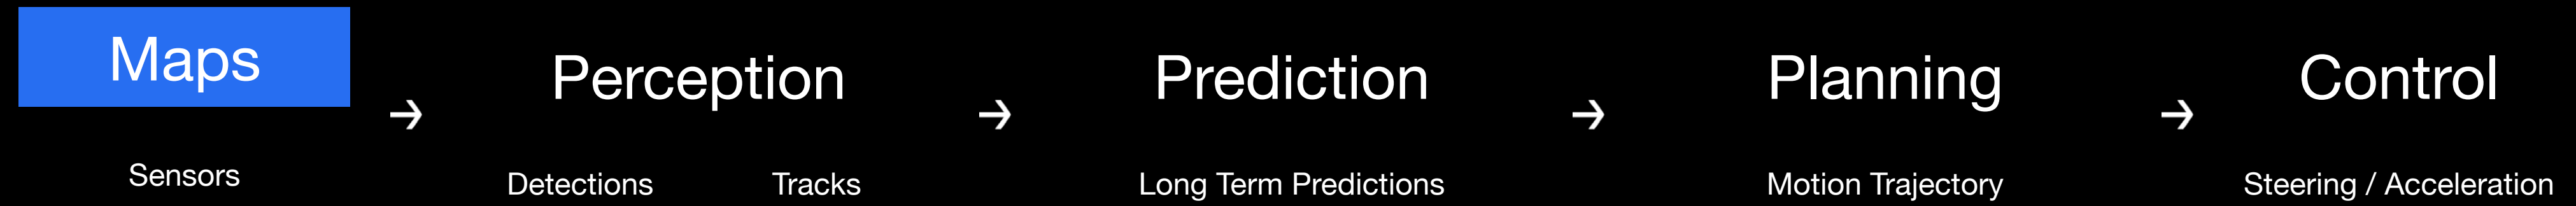 Maps → Perception → Prediction → Planning → Control
Sensors Detections Tracks Long Term Predictions Motion Trajectory Steering / Acceleration